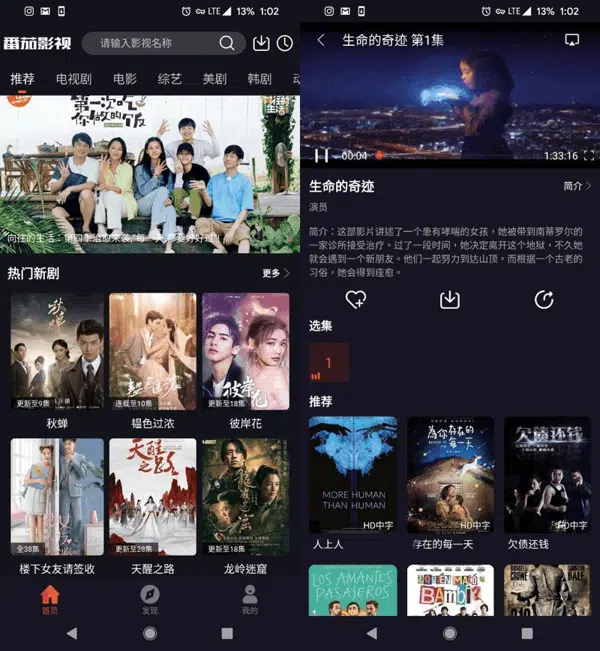 LTE 13% 1:02
番茄影视
请输入影视名称
推荐 电视剧 电影 综艺 美剧 韩剧
第一次吃
你做的饭
向往的生活
热门新剧
更多
秋蝉
更新至9集
连载至10集
彼岸花
更新至18集
秋蝉
韫色过浓
彼岸花
全38集
天醒之路
更新至28集
更新至18集
楼下女友请签收
天醒之路
龙岭迷窟
首页
发现
我的
LTE 13% 1:02
生命的奇迹 第1集
00:04
1:33:16
生命的奇迹
简介
演员
简介：这部影片讲述了一个患有哮喘的女孩，她被带到南蒂罗尔的
一家诊所接受治疗。过了一段时间，她决定离开这个地狱，不久她
就会遇到一个新朋友。他们一起努力到达山顶，而根据一个古老的
习俗，她会得到痊愈。
选集
1
推荐
MORE HUMAN
THAN HUMAN
HD中字
為你存在的
每一天
HD中字
欠债还钱
HD中字
人上人
存在的每一天
欠债还钱
LOS AMANTES
PASAJEROS
¿QUIÉN MATÓ A
BAMBi?